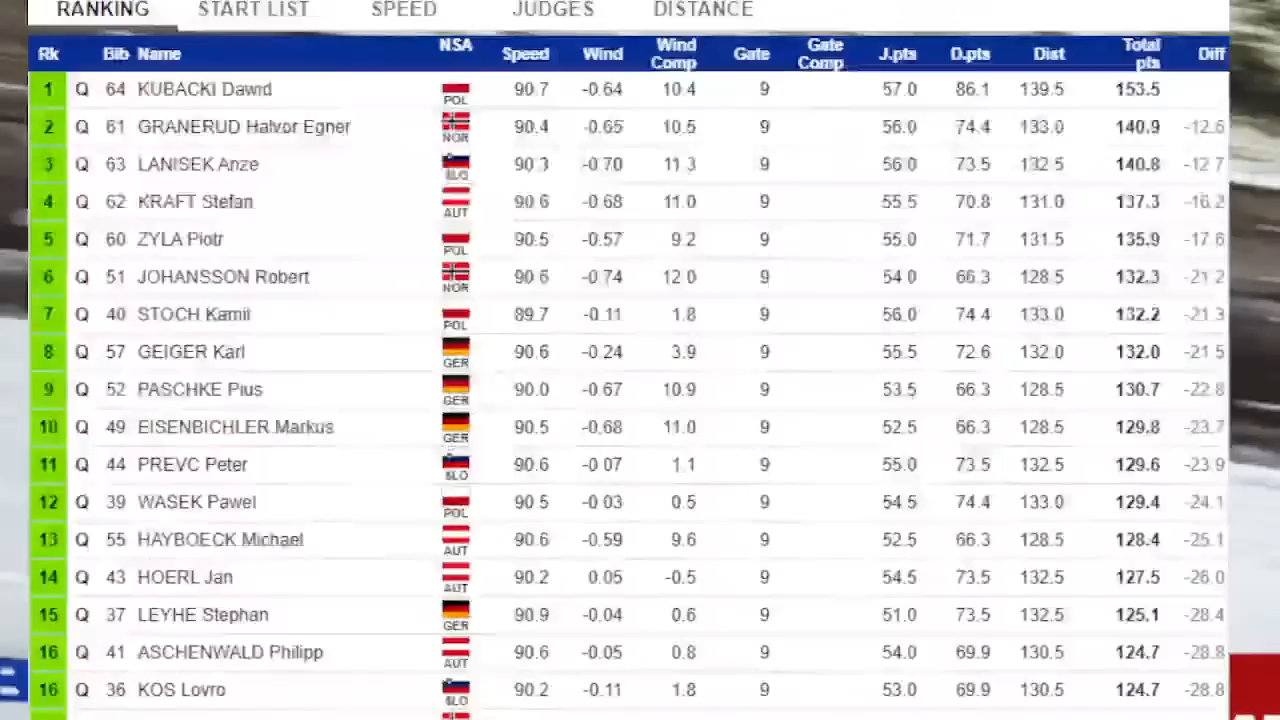 RANKING START LIST SPEED JUDGES DISTANCE
Rk Bib Name NSA Speed Wind Wind Comp Gate Gate Comp J.pts D.pts Dist Total pts Diff
1 Q 64 KUBACKI Dawid POL 90.7 -0.64 10.4 9 57.0 86.1 139.5 153.5
2 Q 61 GRANERUD Halvor Egner NOR 90.4 -0.65 10.5 9 56.0 74.4 133.0 140.9 -12.6
3 Q 63 LANISEK Anze SLO 90.3 -0.70 11.3 9 56.0 73.5 132.5 140.8 -12.7
4 Q 62 KRAFT Stefan AUT 90.6 -0.68 11.0 9 55.5 70.8 131.0 137.3 -16.2
5 Q 60 ZYLA Piotr POL 90.5 -0.57 9.2 9 55.0 71.7 131.5 135.9 -17.6
6 Q 51 JOHANSSON Robert NOR 90.6 -0.74 12.0 9 54.0 66.3 128.5 132.3 -21.2
7 Q 40 STOCH Kamil POL 89.7 -0.11 1.8 9 56.0 74.4 133.0 132.2 -21.3
8 Q 57 GEIGER Karl GER 90.6 -0.24 3.9 9 55.5 72.6 132.0 -21.5
9 Q 52 PASCHKE Pius GER 90.0 -0.67 10.9 9 53.5 66.3 128.5 130.7 -22.8
10 Q 49 EISENBICHLER Markus GER 90.5 -0.68 11.0 9 52.5 66.3 128.5 129.8 -23.7
11 Q 44 PREVC Peter SLO 90.6 -0.07 1.1 9 55.0 73.5 132.5 129.6 -23.9
12 Q 39 WASEK Pawel POL 90.5 -0.03 0.5 9 54.5 74.4 133.0 129.4 -24.1
13 Q 55 HAYBOECK Michael AUT 90.6 -0.59 9.6 9 52.5 66.3 128.5 128.4 -25.1
14 Q 43 HOERL Jan AUT 90.2 0.05 -0.5 9 54.5 73.5 132.5 127.5 -26.0
15 Q 37 LEYHE Stephan GER 90.9 -0.04 0.6 9 51.0 73.5 132.5 125.1 -28.4
16 Q 41 ASCHENWALD Philipp AUT 90.6 -0.05 0.8 9 54.0 69.9 130.5 124.7 -28.8
16 Q 36 KOS Lovro SLO 90.2 -0.11 1.8 9 53.0 69.9 130.5 124.7 -28.8